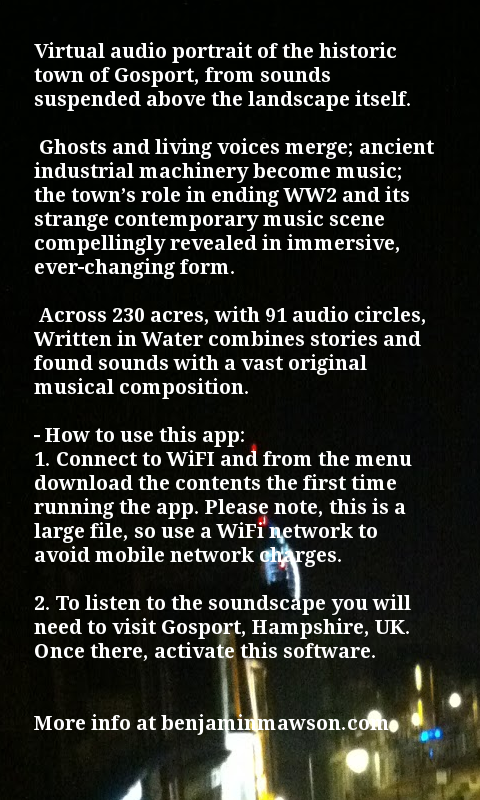 Virtual audio portrait of the historic
town of Gosport, from sounds
suspended above the landscape itself.
Ghosts and living voices merge; ancient
industrial machinery become music;
the town’s role in ending WW2 and its
strange contemporary music scene
compellingly revealed in immersive,
ever-changing form.
Across 230 acres, with 91 audio circles,
Written in Water combines stories and
found sounds with a vast original
musical composition.
- How to use this app:
1. Connect to WiFI and from the menu
download the contents the first time
running the app. Please note, this is a
large file, so use a WiFi network to
avoid mobile network charges.
2. To listen to the soundscape you will
need to visit Gosport, Hampshire, UK.
Once there, activate this software.
More info at benjaminmawson.com.